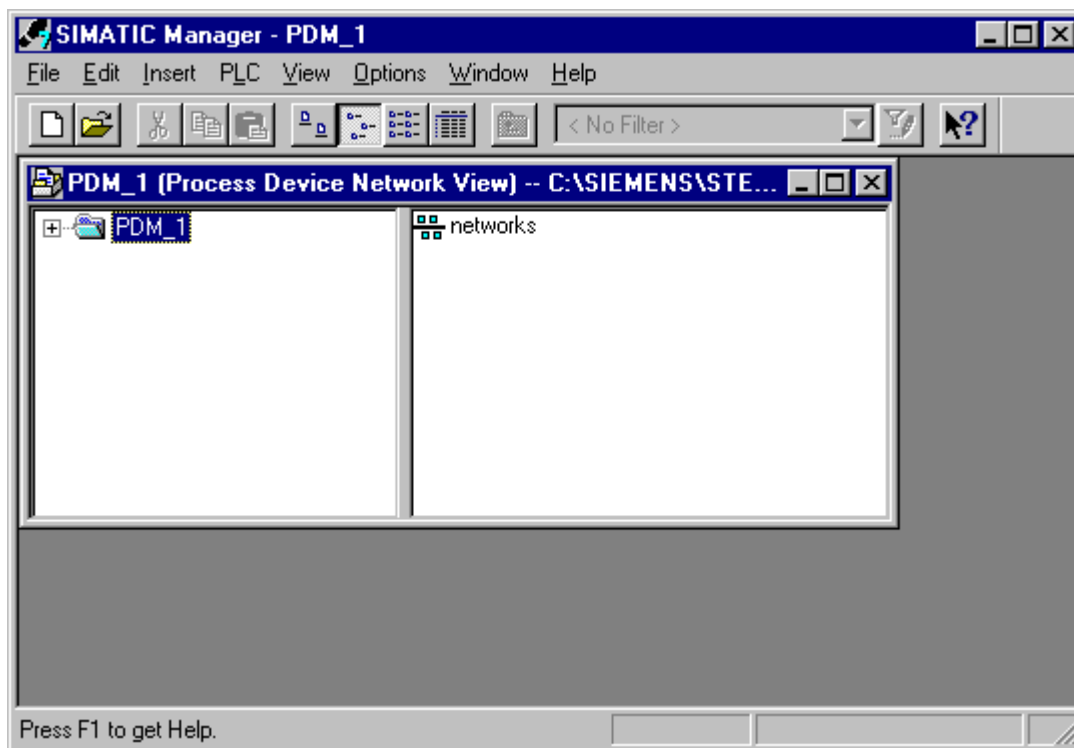 SIMATIC Manager - PDM_1
File Edit Insert PLC View Options Window Help
< No Filter >
PDM_1 (Process Device Network View) -- C:\SIEMENS\STE...
PDM_1
networks
Press F1 to get Help.